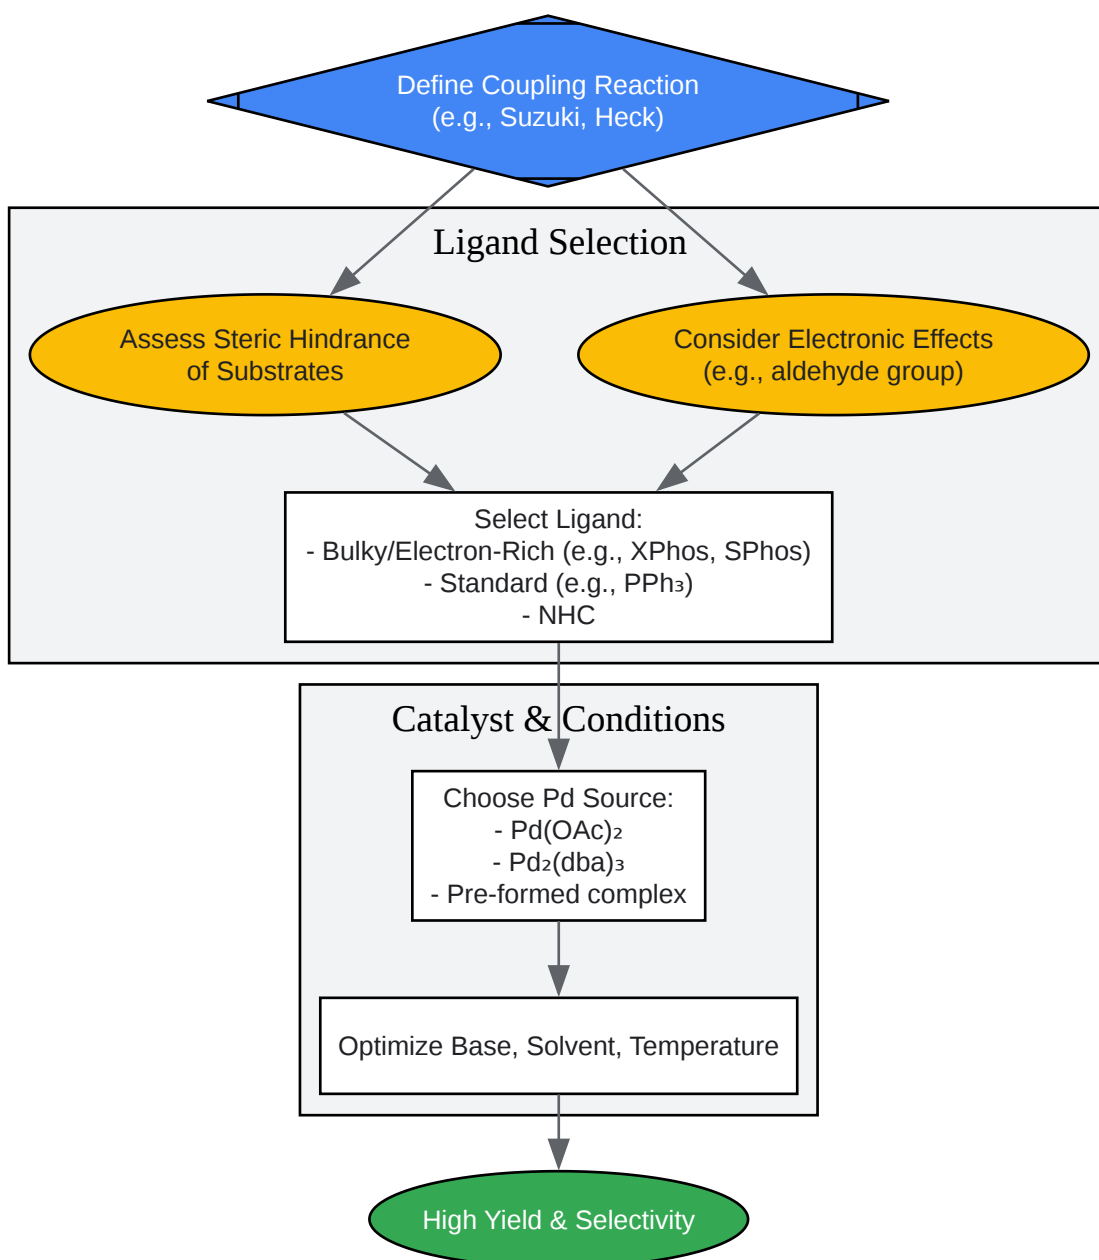 Define Coupling Reaction
(e.g., Suzuki, Heck)
Ligand Selection
Assess Steric Hindrance
of Substrates
Consider Electronic Effects
(e.g., aldehyde group)
Select Ligand:
- Bulky/Electron-Rich (e.g., XPhos, SPhos)
- Standard (e.g., PPh₃)
- NHC
Catalyst & Conditions
Choose Pd Source:
- Pd(OAc)₂
- Pd₂(dba)₃
- Pre-formed complex
Optimize Base, Solvent, Temperature
High Yield & Selectivity